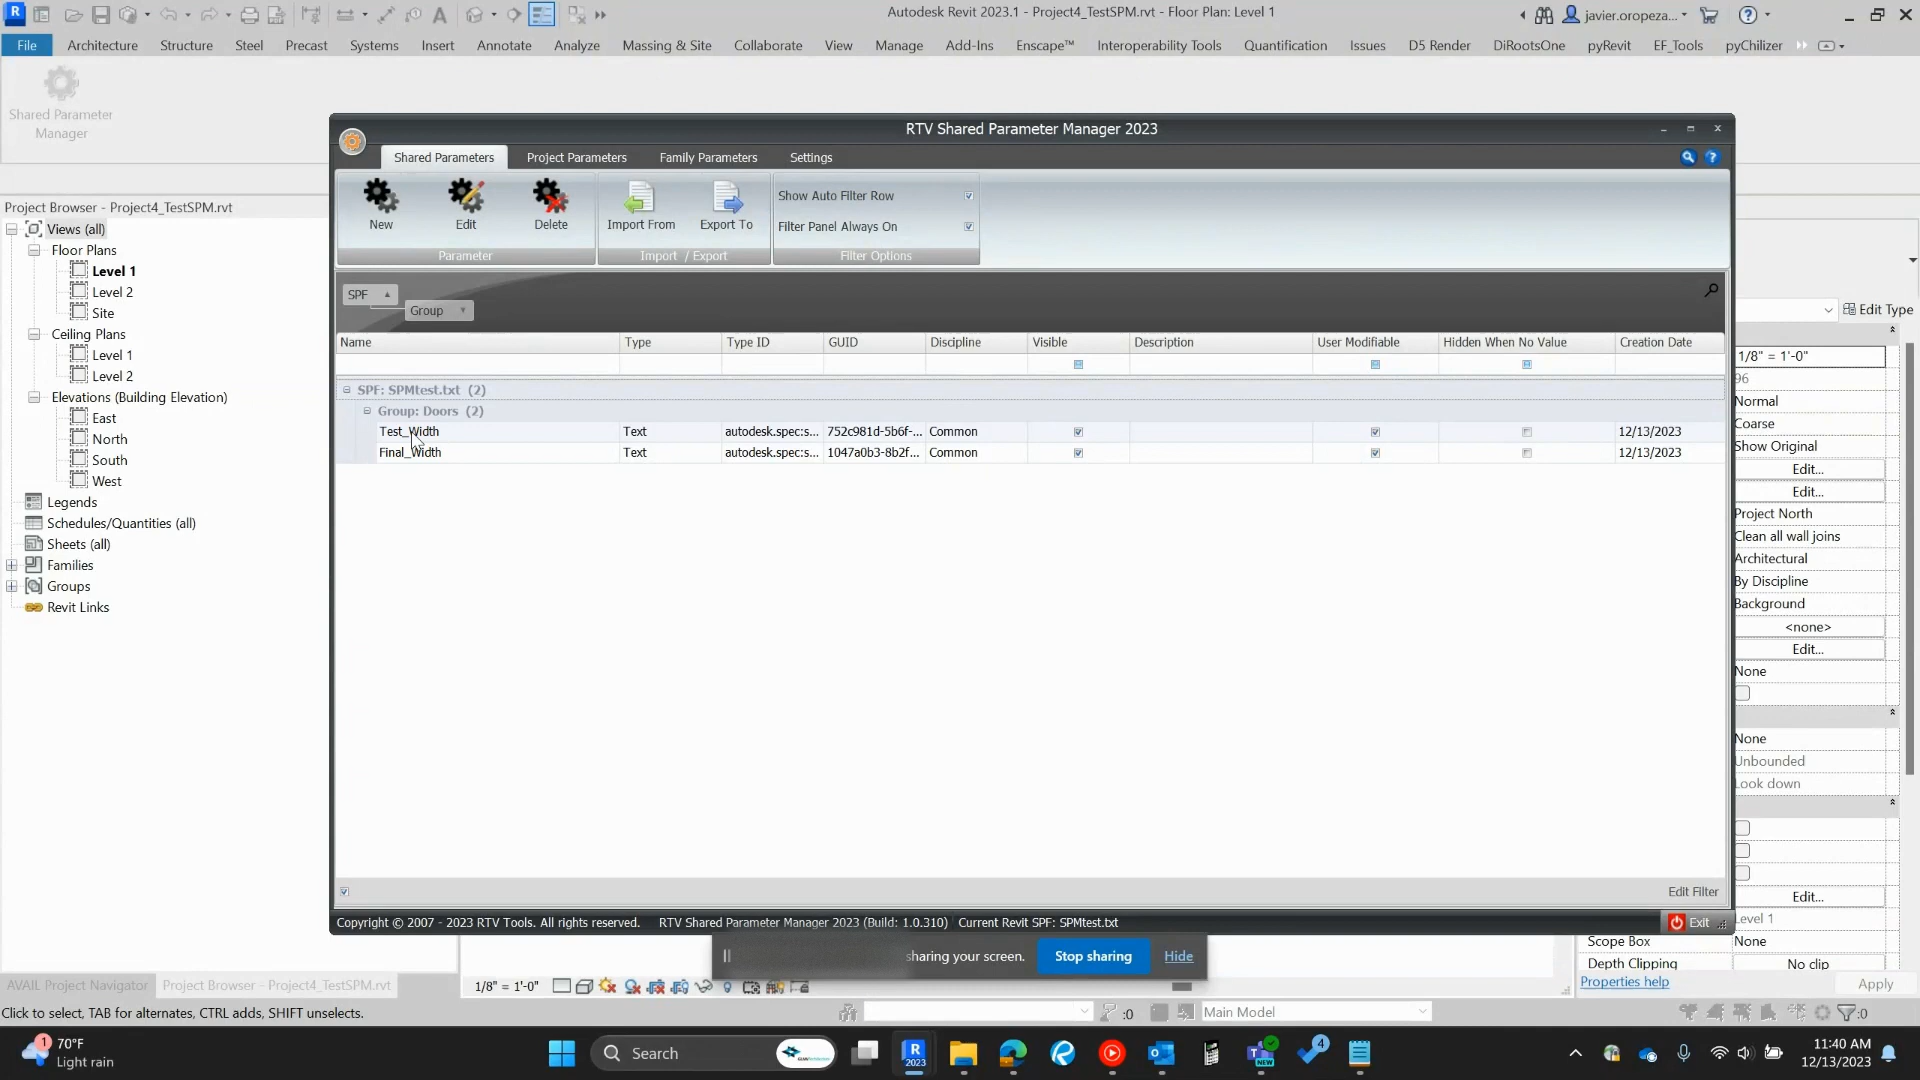 Autodesk Revit 2023.1 - Project4_TestSPM.rvt - Floor Plan: Level 1
javier.oropeza...
File Architecture Structure Steel Precast Systems Insert Annotate Analyze Massing & Site Collaborate View Manage Add-Ins Enscape™ Interoperability Tools Quantification Issues D5 Render DiRootsOne pyRevit EF_Tools pyChilizer
Shared Parameter
Manager
RTV Shared Parameter Manager 2023
Shared Parameters Project Parameters Family Parameters Settings
New Edit Delete Import From Export To
Show Auto Filter Row
Filter Panel Always On
Parameter Import / Export Filter Options
Project Browser - Project4_TestSPM.rvt
Views (all)
Floor Plans
Level 1
Level 2
Site
Ceiling Plans
Level 1
Level 2
Elevations (Building Elevation)
East
North
South
West
Legends
Schedules/Quantities (all)
Sheets (all)
Families
Groups
Revit Links
SPF
Group
Name Type Type ID GUID Discipline Visible Description User Modifiable Hidden When No Value Creation Date
SPF: SPMtest.txt (2)
Group: Doors (2)
Test_Width Text autodesk.spec:s... 752c981d-5b6f-... Common 12/13/2023
Final_Width Text autodesk.spec:s... 1047a0b3-8b2f... Common 12/13/2023
Edit Filter
Copyright © 2007 - 2023 RTV Tools. All rights reserved. RTV Shared Parameter Manager 2023 (Build: 1.0.310) Current Revit SPF: SPMtest.txt Exit
Edit Type
1/8" = 1'-0"
96
Normal
Coarse
Show Original
Edit...
Edit...
Project North
Clean all wall joins
Architectural
By Discipline
Background
<none>
Edit...
None
None
Unbounded
Look down
Edit...
Level 1
Scope Box None
Depth Clipping No clip
Properties help Apply
sharing your screen. Stop sharing Hide
AVAIL Project Navigator Project Browser - Project4_TestSPM.rvt
1/8" = 1'-0"
Click to select, TAB for alternates, CTRL adds, SHIFT unselects.
:0 Main Model :0
1
70°F
Light rain
Search
R
2023
NEW
4
11:40 AM
12/13/2023